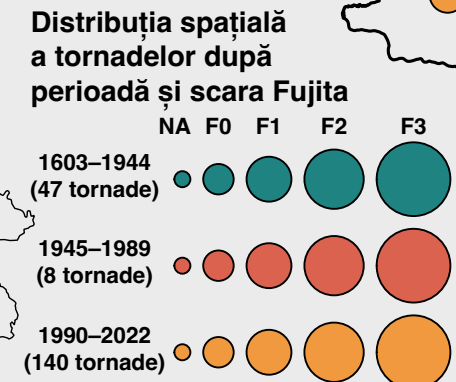 Distribuția spațială
a tornadelor după
perioadă și scara Fujita
NA F0 F1 F2 F3
1603–1944
(47 tornade)
1945–1989
(8 tornade)
1990–2022
(140 tornade)